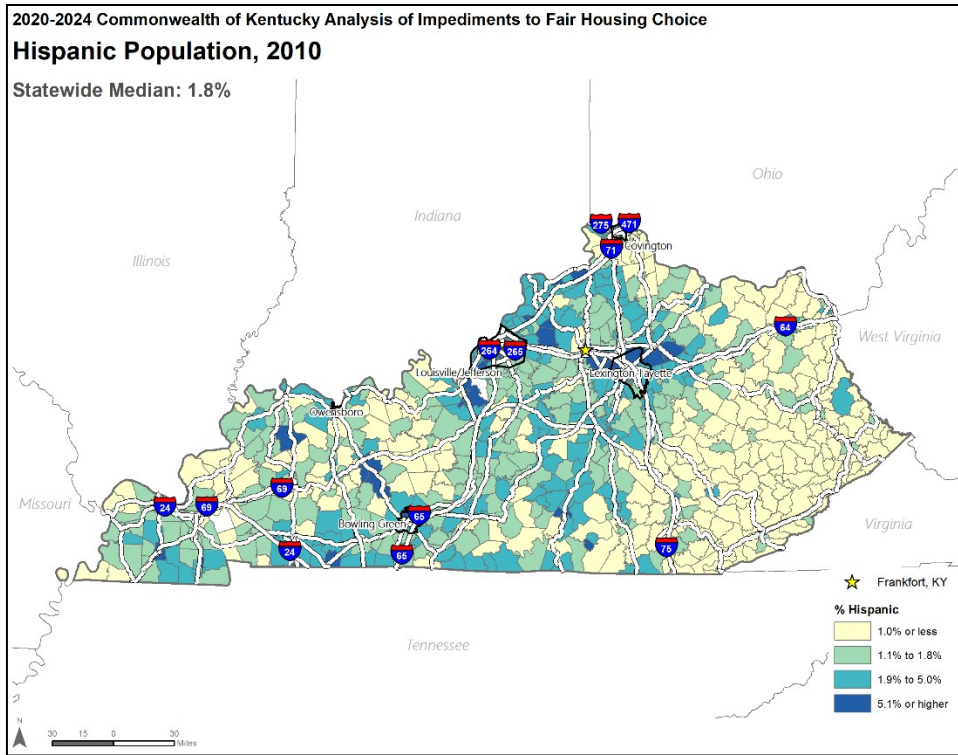 2020-2024 Commonwealth of Kentucky Analysis of Impediments to Fair Housing Choice
Hispanic Population, 2010
Statewide Median: 1.8%
Ohio
Indiana
275
471
71
Covington
Illinois
64
West Virginia
264
265
Louisville/Jefferson
Lexington-Fayette
Owensboro
69
Missouri
24
69
65
Bowling Green
Virginia
24
65
75
Frankfort, KY
% Hispanic
Tennessee
1.0% or less
1.1% to 1.8%
1.9% to 5.0%
5.1% or higher
N
30 15 0 30
Miles